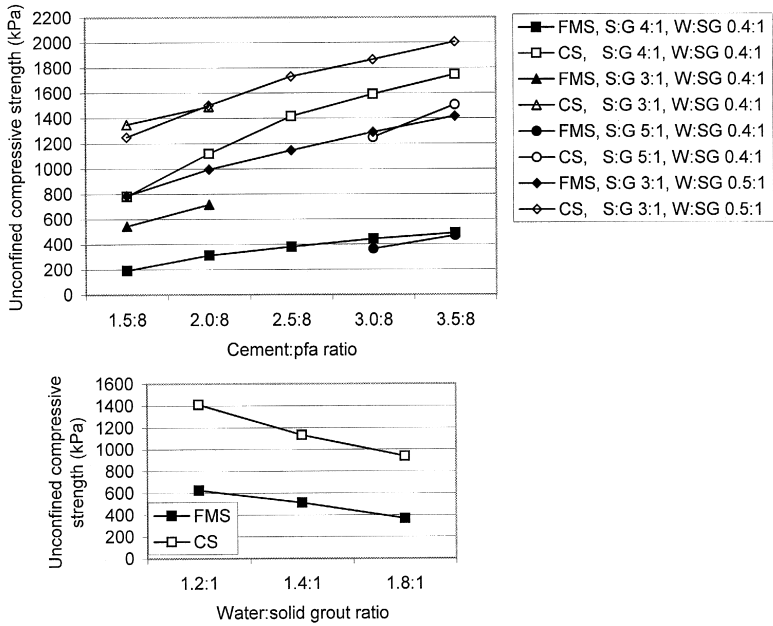 Unconfined compressive strength (kPa)
2200
2000
1800
1600
1400
1200
1000
800
600
400
200
0
1.5:8 2.0:8 2.5:8 3.0:8 3.5:8
Cement:pfa ratio
FMS, S:G 4:1, W:SG 0.4:1
CS, S:G 4:1, W:SG 0.4:1
FMS, S:G 3:1, W:SG 0.4:1
CS, S:G 3:1, W:SG 0.4:1
FMS, S:G 5:1, W:SG 0.4:1
CS, S:G 5:1, W:SG 0.4:1
FMS, S:G 3:1, W:SG 0.5:1
CS, S:G 3:1, W:SG 0.5:1
Unconfined compressive
strength (kPa)
1600
1400
1200
1000
800
600
400
200
0
FMS
CS
1.2:1 1.4:1 1.8:1
Water:solid grout ratio